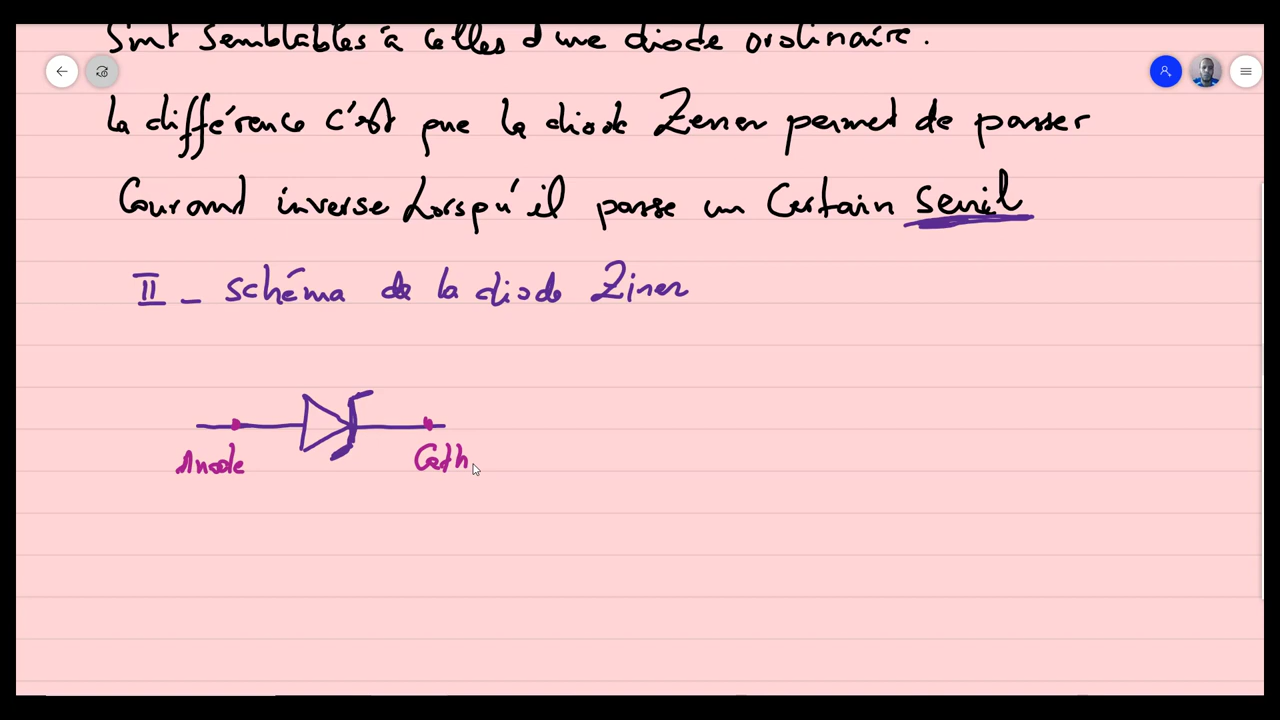 Sont semblables à celles d'une diode ordinaire.
la différence c'est que la diode Zener permet de passer
Courant inverse Lorsqu'il passe un Certain seuil
II - schéma de la diode Ziner
Anode Cath